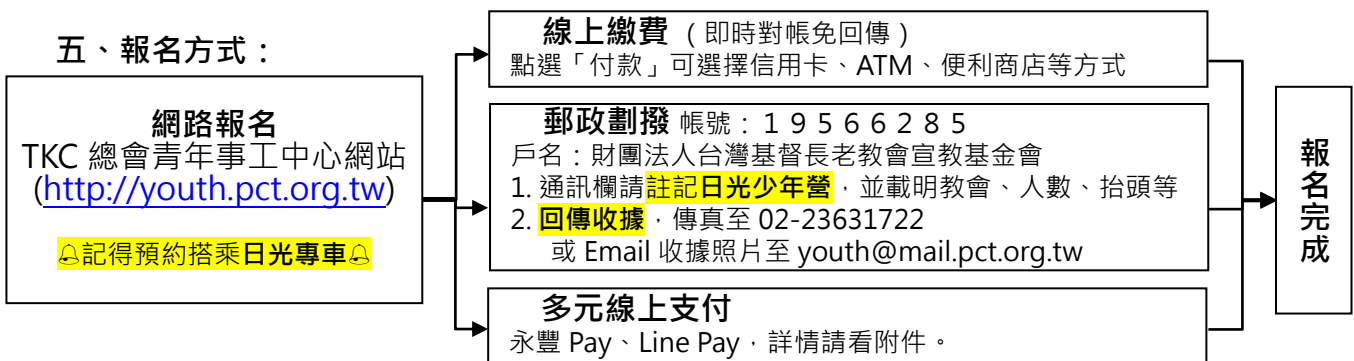 五、報名方式：
網路報名
TKC 總會青年事工中心網站
(http://youth.pct.org.tw)
🔔記得預約搭乘日光專車🔔
線上繳費（即時對帳免回傳）
點選「付款」可選擇信用卡、ATM、便利商店等方式
郵政劃撥 帳號：１９５６６２８５
戶名：財團法人台灣基督長老教會宣教基金會
1. 通訊欄請註記日光少年營，並載明教會、人數、抬頭等
2. 回傳收據，傳真至 02-23631722
或 Email 收據照片至 youth@mail.pct.org.tw
多元線上支付
永豐 Pay、Line Pay，詳情請看附件。
報名完成